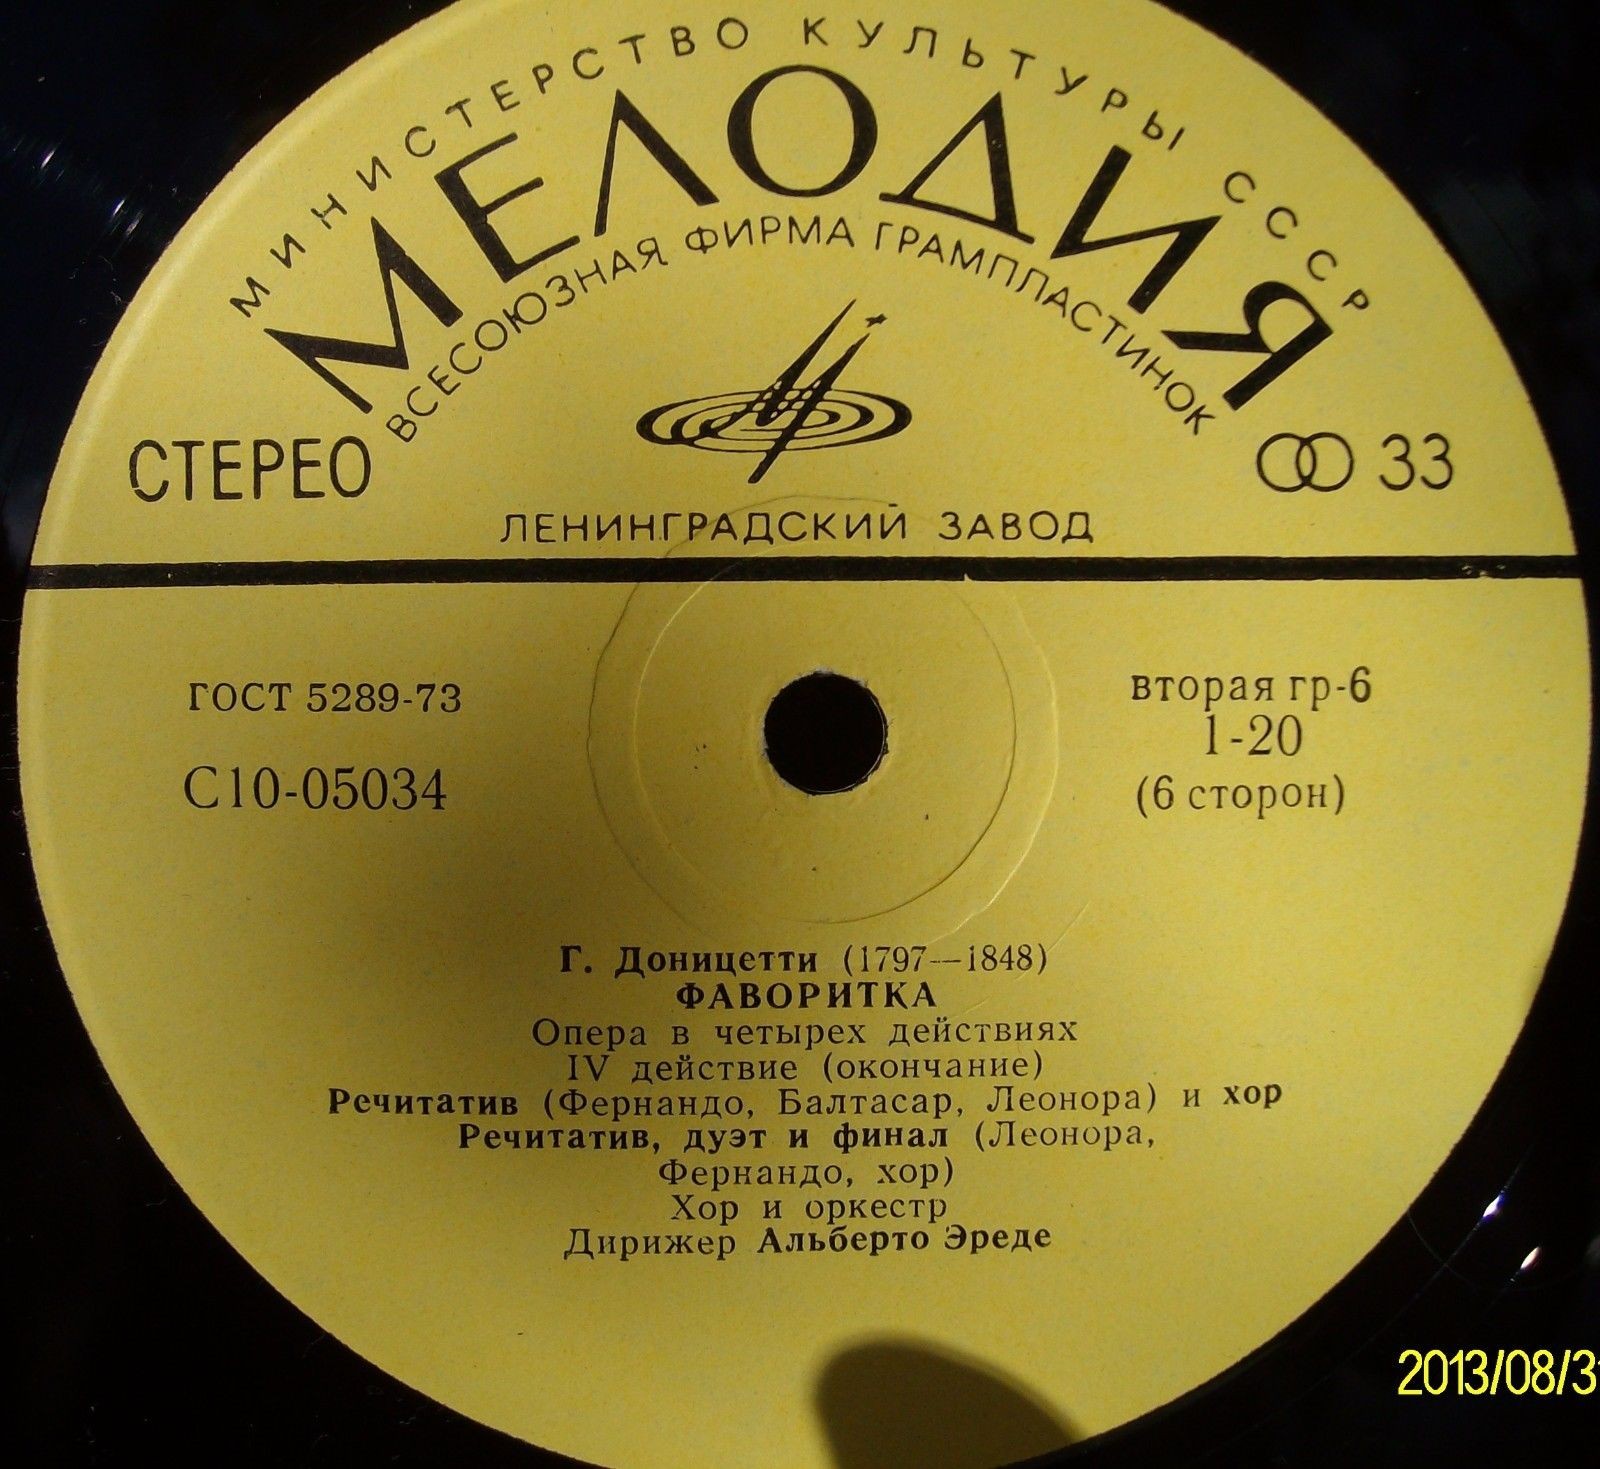 МИНИСТЕРСТВО КУЛЬТУРЫ СССР
МЕЛОДИЯ
ВСЕСОЮЗНАЯ ФИРМА ГРАМПЛАСТИНОК
СТЕРЕО
33
ЛЕНИНГРАДСКИЙ ЗАВОД
ГОСТ 5289-73
вторая гр-6
1-20
С10-05034
(6 сторон)
Г. Доницетти (1797—1848)
ФАВОРИТКА
Опера в четырех действиях
IV действие (окончание)
Речитатив (Фернандо, Балтасар, Леонора) и хор
Речитатив, дуэт и финал (Леонора,
Фернандо, хор)
Хор и оркестр
Дирижер Альберто Эреде
2013/08/31